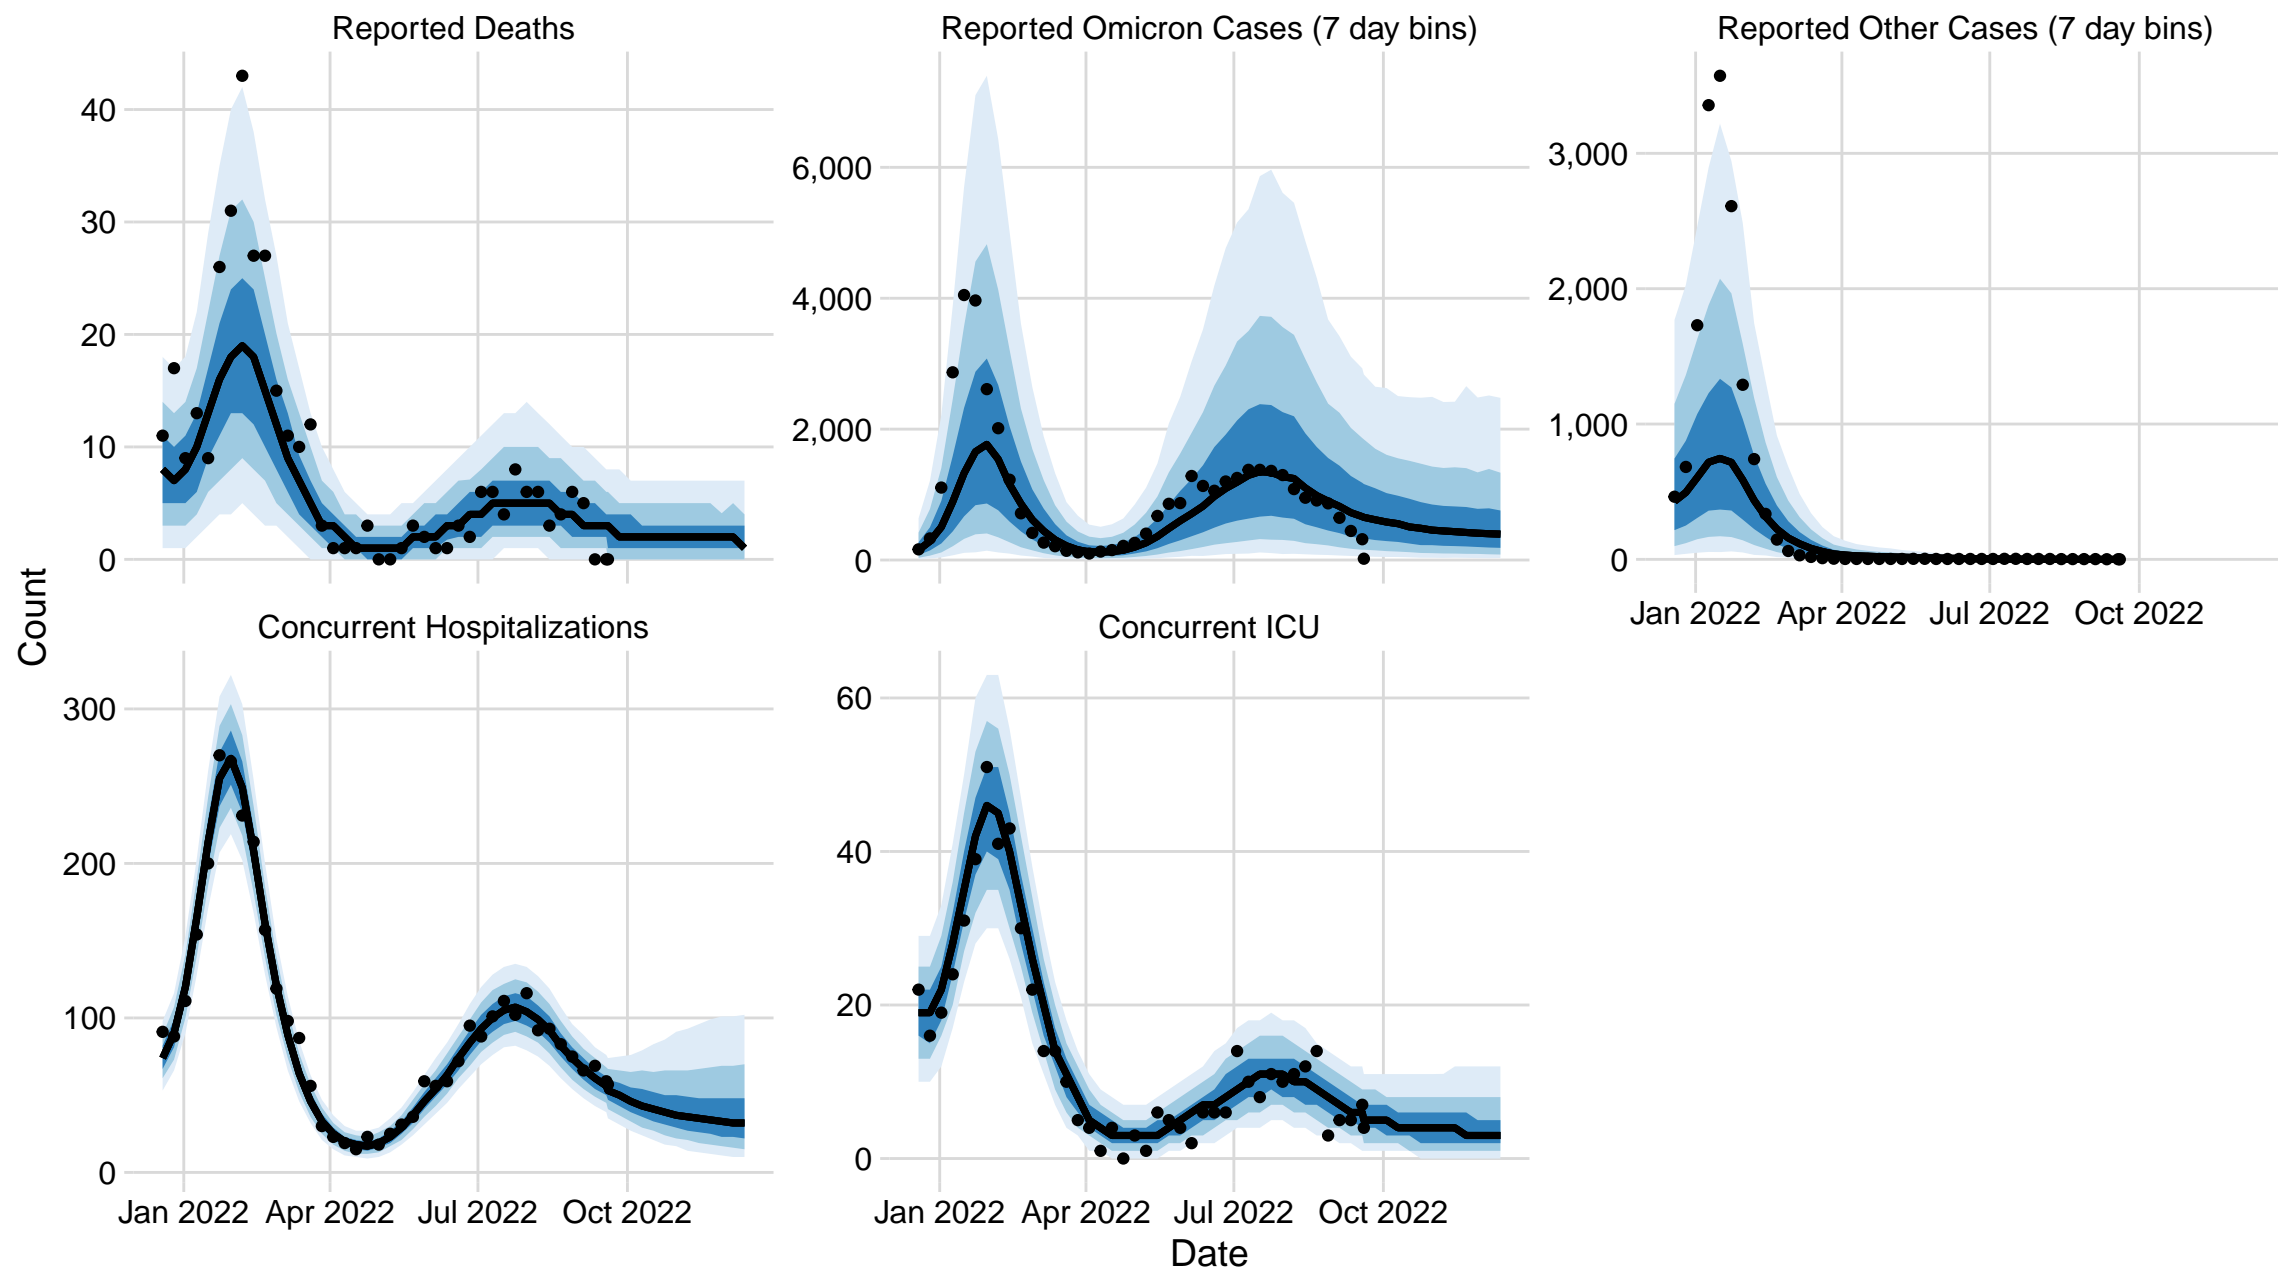 Reported Deaths
Reported Omicron Cases (7 day bins)
Reported Other Cases (7 day bins)
40
30
20
10
0
6,000
4,000
2,000
0
3,000
2,000
1,000
0
Jan 2022 Apr 2022 Jul 2022 Oct 2022
Count
Concurrent Hospitalizations
Concurrent ICU
300
200
100
0
60
40
20
0
Jan 2022 Apr 2022 Jul 2022 Oct 2022
Jan 2022 Apr 2022 Jul 2022 Oct 2022
Date